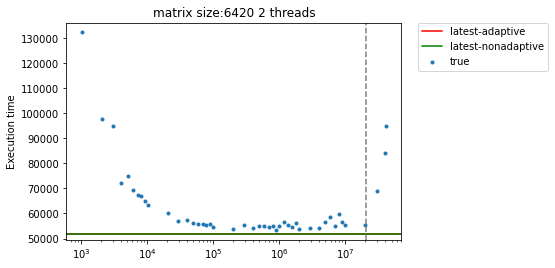 matrix size:6420 2 threads
latest-adaptive
latest-nonadaptive
true
Execution time
130000
120000
110000
100000
90000
80000
70000
60000
50000
10³ 10⁴ 10⁵ 10⁶ 10⁷